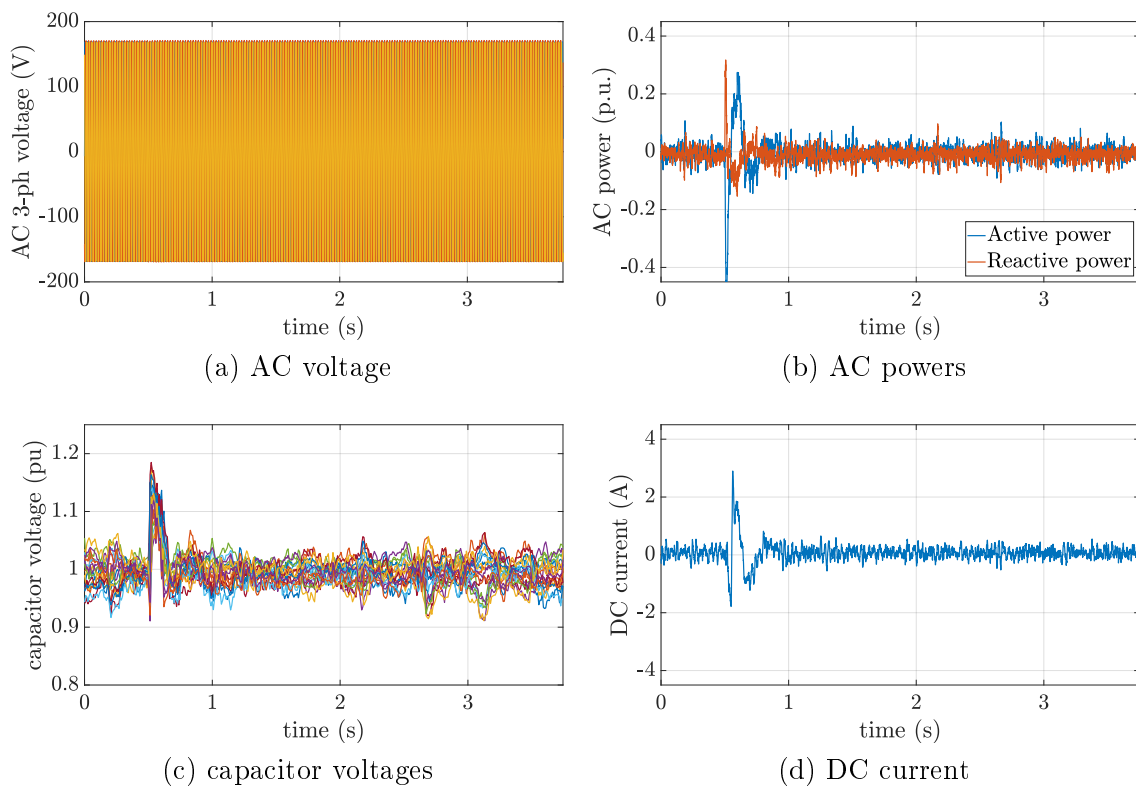 AC 3-ph voltage (V)
200
100
0
-100
-200
0 1 2 3
time (s)
(a) AC voltage
AC power (p.u.)
0.4
0.2
0
-0.2
-0.4
Active power
Reactive power
0 1 2 3
time (s)
(b) AC powers
capacitor voltage (pu)
1.2
1.1
1
0.9
0.8
0 1 2 3
time (s)
(c) capacitor voltages
DC current (A)
4
2
0
-2
-4
0 1 2 3
time (s)
(d) DC current